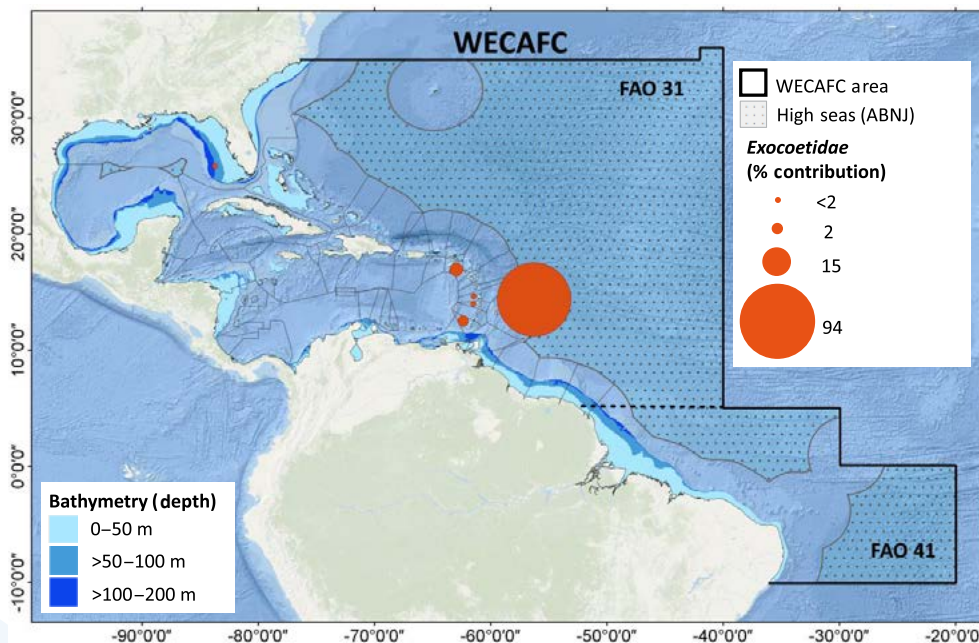 WECAFC
FAO 31
WECAFC area
High seas (ABNJ)
Exocoetidae
(% contribution)
<2
2
15
94
30°0'0"
20°0'0"
10°0'0"
0°0'0"
-10°0'0"
Bathymetry (depth)
0–50 m
>50–100 m
>100–200 m
FAO 41
-90°0'0"
-80°0'0"
-70°0'0"
-60°0'0"
-50°0'0"
-40°0'0"
-30°0'0"
-20°0'0"